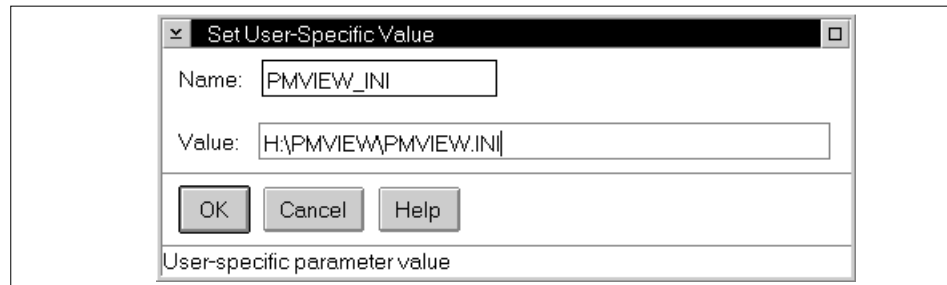 Set User-Specific Value
Name: PMVIEW_INI
Value: H:\PMVIEW\PMVIEW.INI
OK Cancel Help
User-specific parameter value